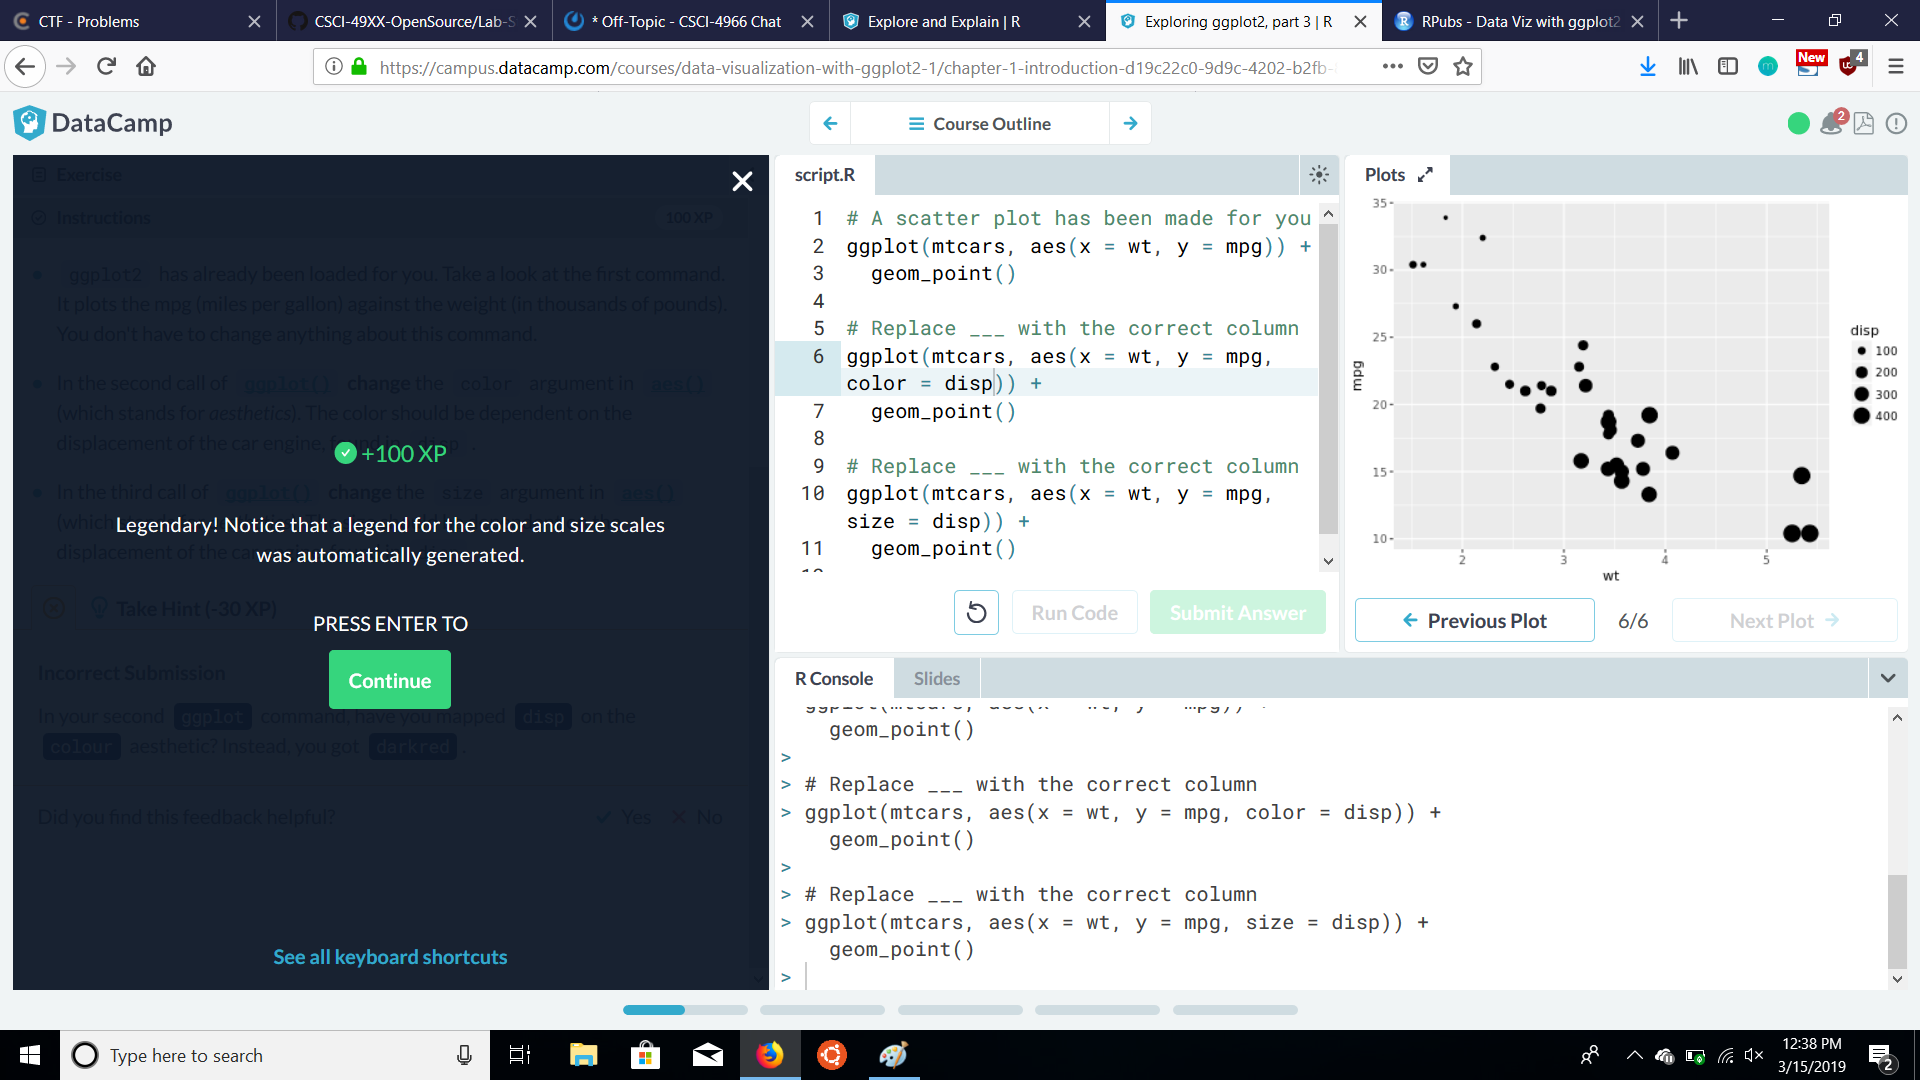 CTF - Problems
CSCI-49XX-OpenSource/Lab-S
* Off-Topic - CSCI-4966 Chat
Explore and Explain | R
Exploring ggplot2, part 3 | R
RPubs - Data Viz with ggplot2
https://campus.datacamp.com/courses/data-visualization-with-ggplot2-1/chapter-1-introduction-d19c22c0-9d9c-4202-b2fb-
New
4
DataCamp
Course Outline
2
Exercise
Instructions
100 XP
ggplot2 has already been loaded for you. Take a look at the first command.
It plots the mpg (miles per gallon) against the weight (in thousands of pounds).
You don't have to change anything about this command.
In the second call of ggplot() change the color argument in aes()
(which stands for aesthetics). The color should be dependent on the
displacement of the car engine,
+100 XP
In the third call of ggplot() change the size argument in aes()
Legendary! Notice that a legend for the color and size scales
was automatically generated.
displacement of the
Take Hint (-30 XP)
PRESS ENTER TO
Continue
Incorrect Submission
In your second ggplot command, have you mapped disp on the
colour aesthetic? Instead, you got darkred
Did you find this feedback helpful?
Yes
No
See all keyboard shortcuts
script.R
1 # A scatter plot has been made for you
2 ggplot(mtcars, aes(x = wt, y = mpg)) +
3 geom_point()
4
5 # Replace ___ with the correct column
6 ggplot(mtcars, aes(x = wt, y = mpg,
color = disp)) +
7 geom_point()
8
9 # Replace ___ with the correct column
10 ggplot(mtcars, aes(x = wt, y = mpg,
size = disp)) +
11 geom_point()
Run Code
Submit Answer
Plots
35
30
25
20
15
10
mpg
2 3 4 5
wt
disp
100
200
300
400
Previous Plot
6/6
Next Plot
R Console
Slides
ggplot(mtcars, aes(x = wt, y = mpg)) +
geom_point()
>
> # Replace ___ with the correct column
> ggplot(mtcars, aes(x = wt, y = mpg, color = disp)) +
geom_point()
>
> # Replace ___ with the correct column
> ggplot(mtcars, aes(x = wt, y = mpg, size = disp)) +
geom_point()
>
Type here to search
12:38 PM
3/15/2019
2